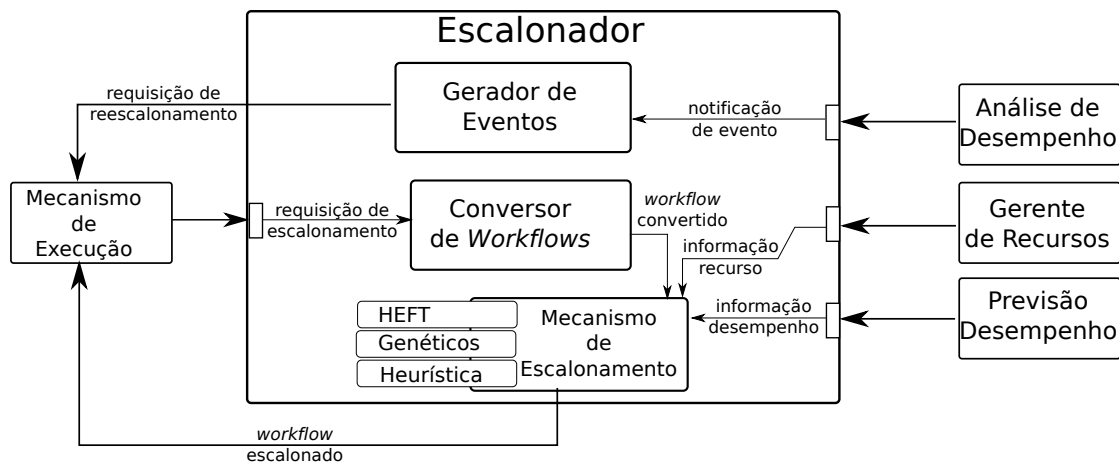 Escalonador
requisição de
reescalonamento
Gerador de
Eventos
notificação
de evento
Análise de
Desempenho
Mecanismo
de
Execução
requisição de
escalonamento
Conversor
de Workflows
workflow
convertido
informação
recurso
Gerente
de Recursos
HEFT
Genéticos
Heurística
Mecanismo
de
Escalonamento
informação
desempenho
Previsão
Desempenho
workflow
escalonado